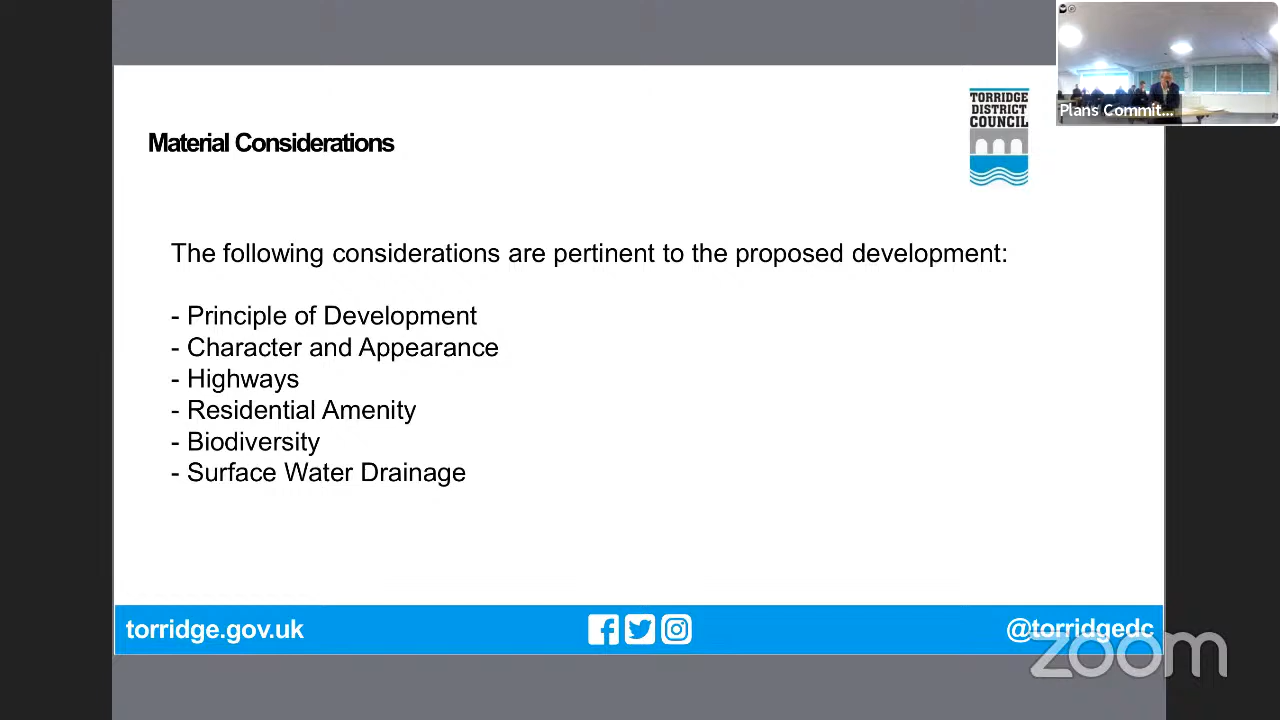 TORRIDGE
DISTRICT
COUNCIL
Plans Commit...
Material Considerations
The following considerations are pertinent to the proposed development:
- Principle of Development
- Character and Appearance
- Highways
- Residential Amenity
- Biodiversity
- Surface Water Drainage
torridge.gov.uk
@torridgedc
zoom